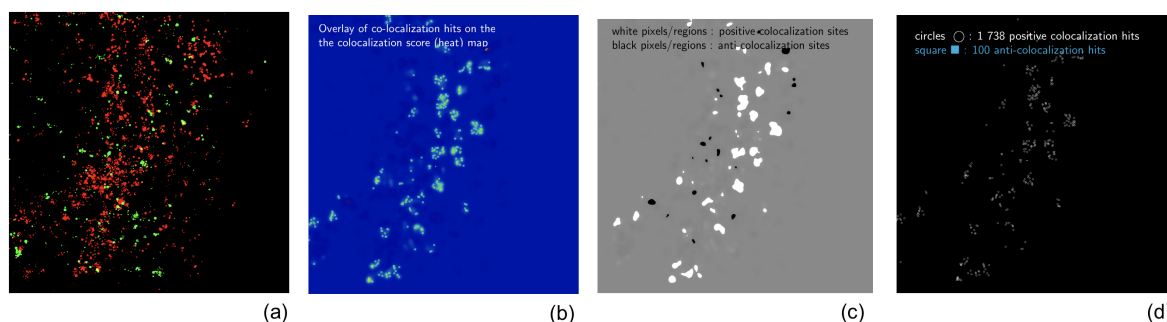 Overlay of co-localization hits on the
the colocalization score (heat) map
white pixels/regions : positive colocalization sites
black pixels/regions : anti-colocalization sites
circles : 1 738 positive colocalization hits
square : 100 anti-colocalization hits
(a)
(b)
(c)
(d)